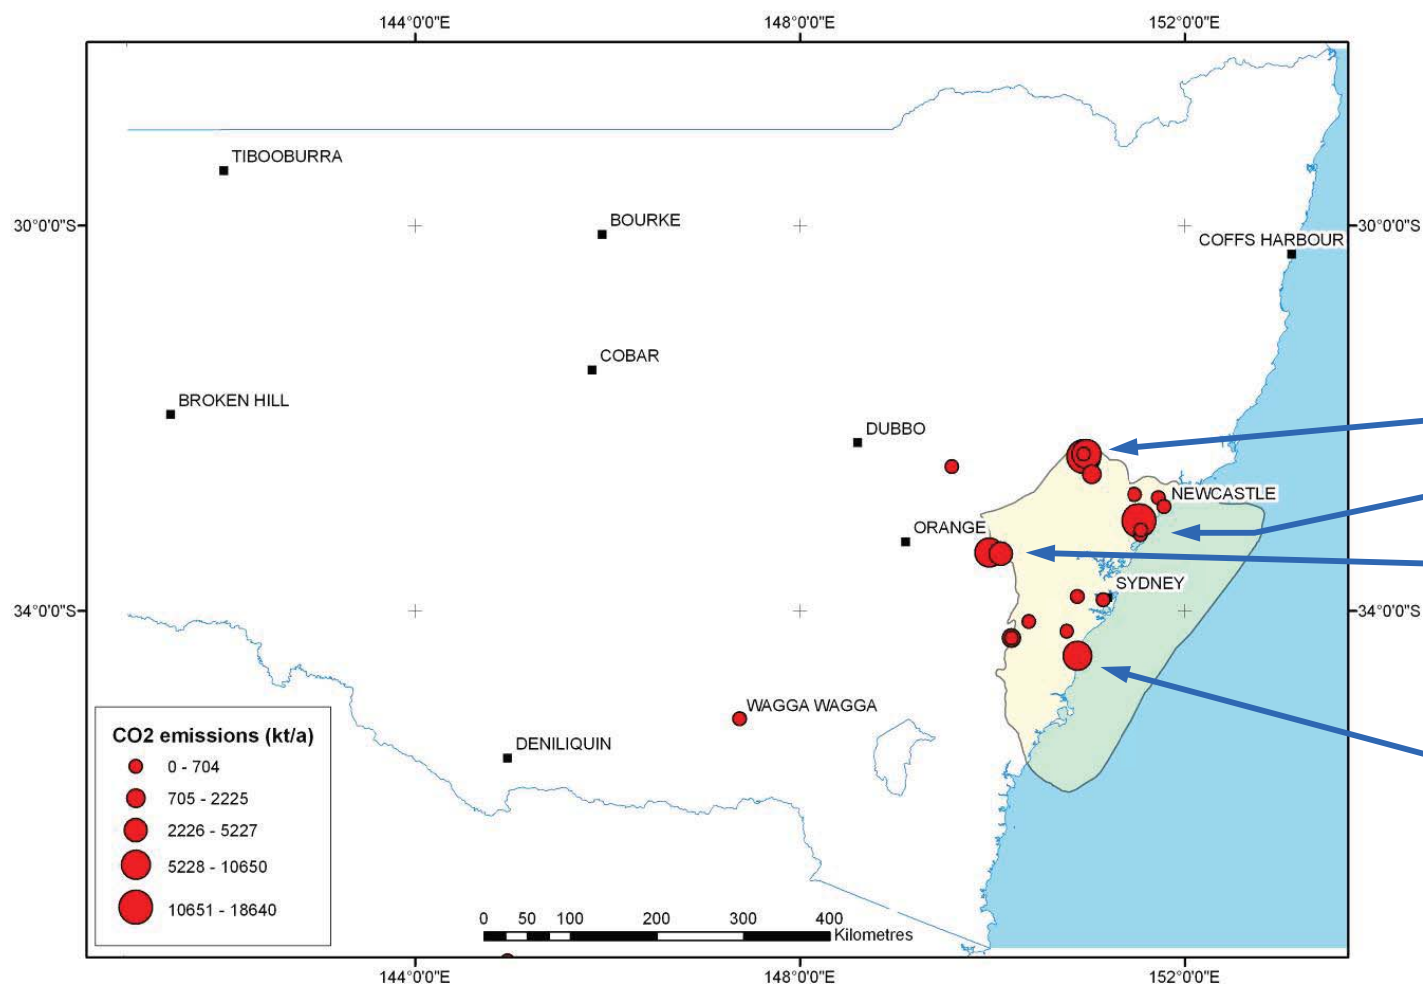 144°0'0"E 148°0'0"E 152°0'0"E
TIBOOBURRA
30°0'0"S 30°0'0"S
BOURKE
COFFS HARBOUR
COBAR
BROKEN HILL
DUBBO
NEWCASTLE
ORANGE
SYDNEY
34°0'0"S 34°0'0"S
WAGGA WAGGA
DENILIQUIN
CO2 emissions (kt/a)
0 - 704
705 - 2225
2226 - 5227
5228 - 10650
10651 - 18640
0 50 100 200 300 400
Kilometres
144°0'0"E 148°0'0"E 152°0'0"E